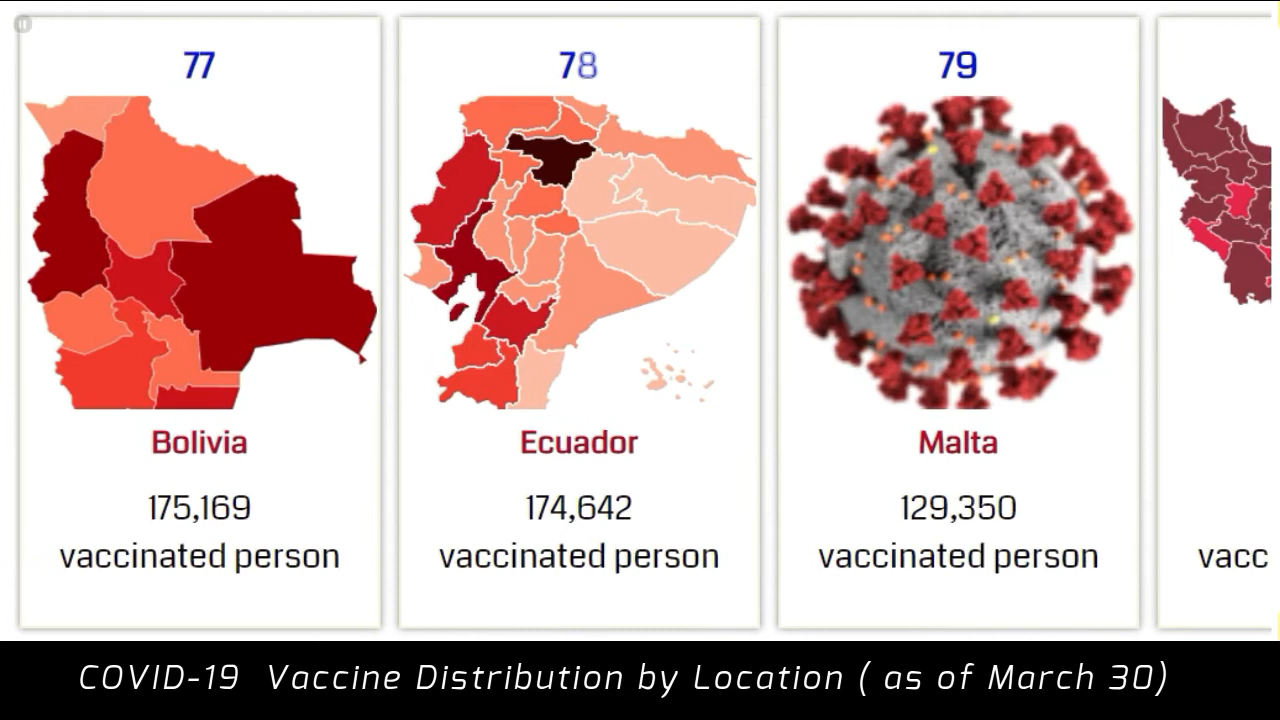 77
Bolivia
175,169
vaccinated person
78
Ecuador
174,642
vaccinated person
79
Malta
129,350
vaccinated person
vacc
COVID-19 Vaccine Distribution by Location ( as of March 30)